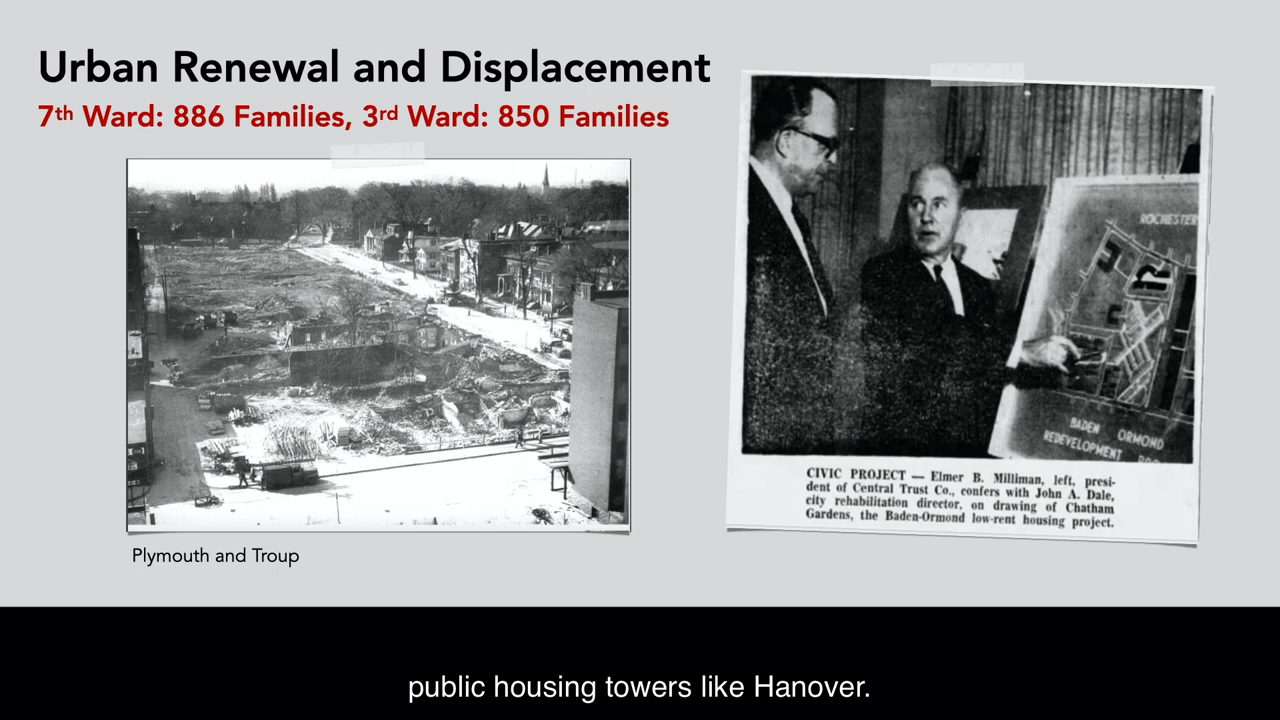 Urban Renewal and Displacement
7th Ward: 886 Families, 3rd Ward: 850 Families
ROCHESTER
BADEN ORMOND
REDEVELOPMENT
CIVIC PROJECT — Elmer B. Milliman, left, presi-
dent of Central Trust Co., confers with John A. Dale,
city rehabilitation director, on drawing of Chatham
Gardens, the Baden-Ormond low-rent housing project.
Plymouth and Troup
public housing towers like Hanover.